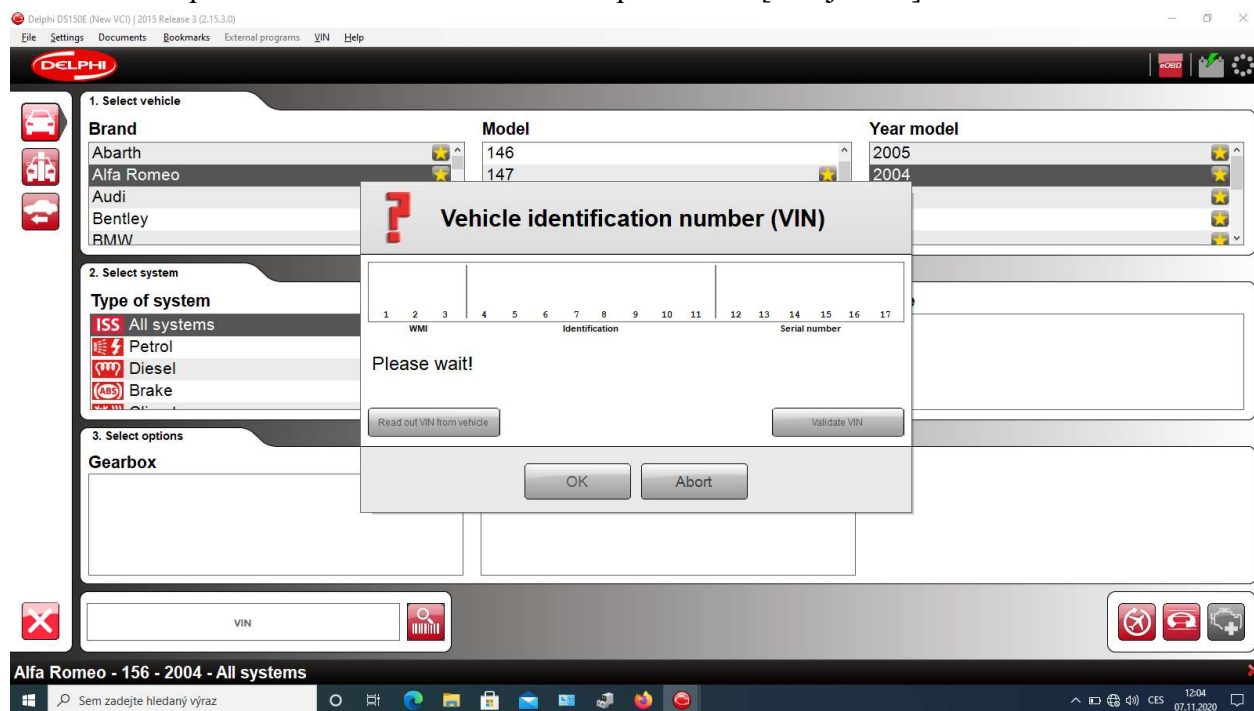 Delphi DS150E (New VCI) | 2015 Release 3 (2.15.3.0)
File Settings Documents Bookmarks External programs VIN Help
DELPHI
eOBD
1. Select vehicle
Brand Model Year model
Abarth 146 2005
Alfa Romeo 147 2004
Audi
Bentley
BMW
Vehicle identification number (VIN)
1 2 3 4 5 6 7 8 9 10 11 12 13 14 15 16 17
WMI Identification Serial number
Please wait!
Read out VIN from vehicle Validate VIN
OK Abort
2. Select system
Type of system
ISS All systems
Petrol
Diesel
(ABS) Brake
3. Select options
Gearbox
VIN
Alfa Romeo - 156 - 2004 - All systems
Sem zadejte hledaný výraz
CES
12:04
07.11.2020